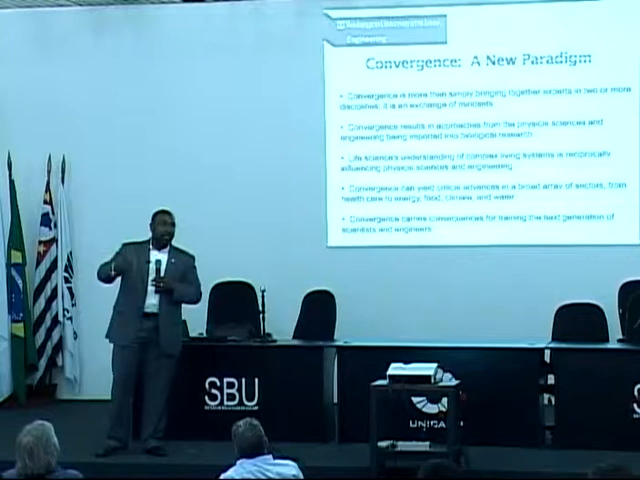 Engineering
Convergence: A New Paradigm
• Convergence is more than simply bringing together experts in two or more
disciplines; it is an exchange of mindsets
• Convergence results in approaches from the physical sciences and
engineering being imported into biological research
• Life science's understanding of complex living systems is reciprocally
influencing physical sciences and engineering
• Convergence can yield critical advances in a broad array of sectors, from
health care to energy, food, climate, and water
• Convergence carries consequences for training the next generation of
scientists and engineers
SBU
UNICA